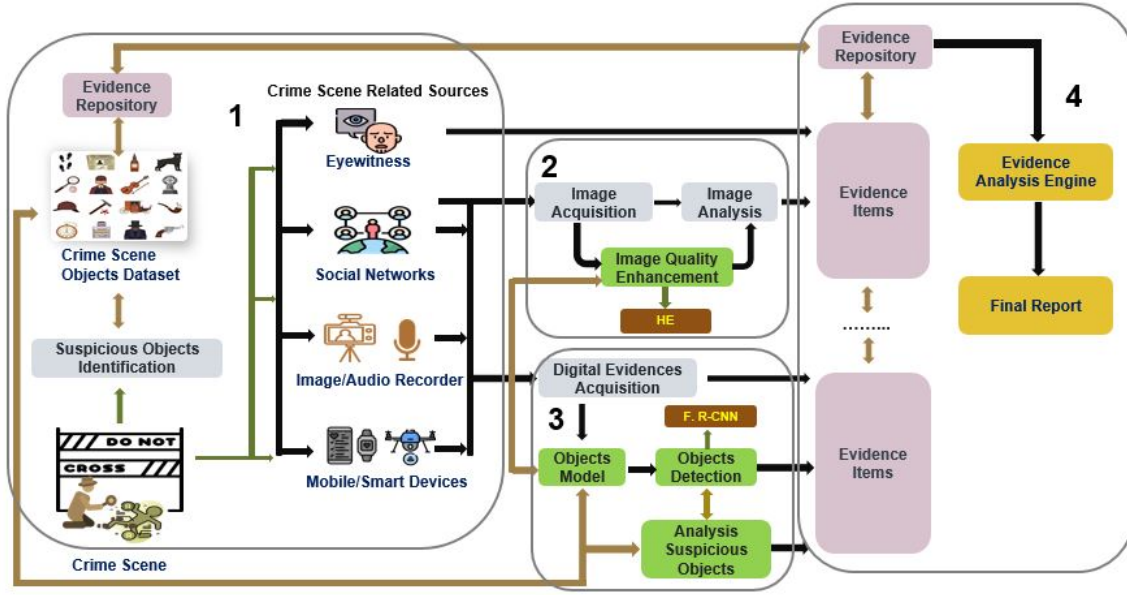 Evidence
Repository
1
Crime Scene Related Sources
Eyewitness
Crime Scene
Objects Dataset
Social Networks
Suspicious Objects
Identification
Image/Audio Recorder
DO NOT
CROSS
Mobile/Smart Devices
Crime Scene
2
Image
Acquisition
Image
Analysis
Image Quality
Enhancement
HE
Digital Evidences
Acquisition
3
F. R-CNN
Objects
Model
Objects
Detection
Analysis
Suspicious
Objects
Evidence
Repository
4
Evidence
Items
Evidence
Analysis Engine
Final Report
.........
Evidence
Items